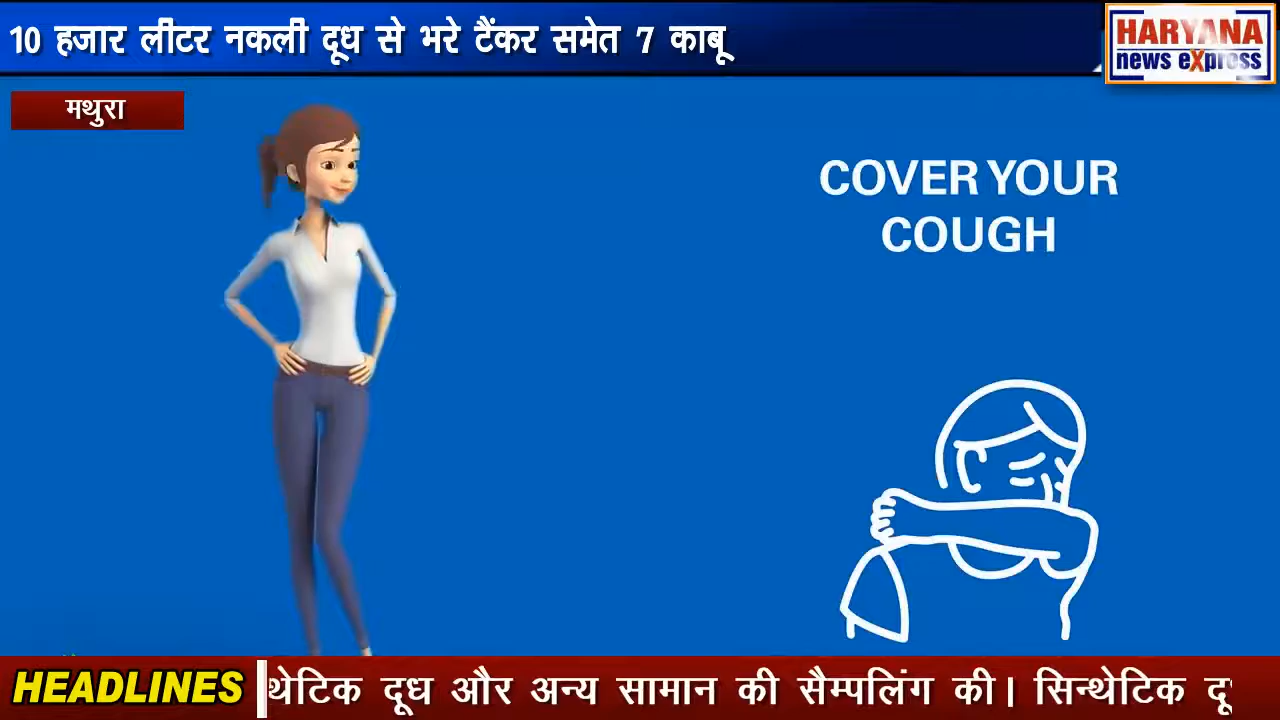 10 हजार लीटर नकली दूध से भरे टैंकर समेत 7 काबू
HARYANA
news eXpress
मथुरा
COVER YOUR
COUGH
HEADLINES
थेटिक दूध और अन्य सामान की सैम्पलिंग की। सिन्थेटिक दू